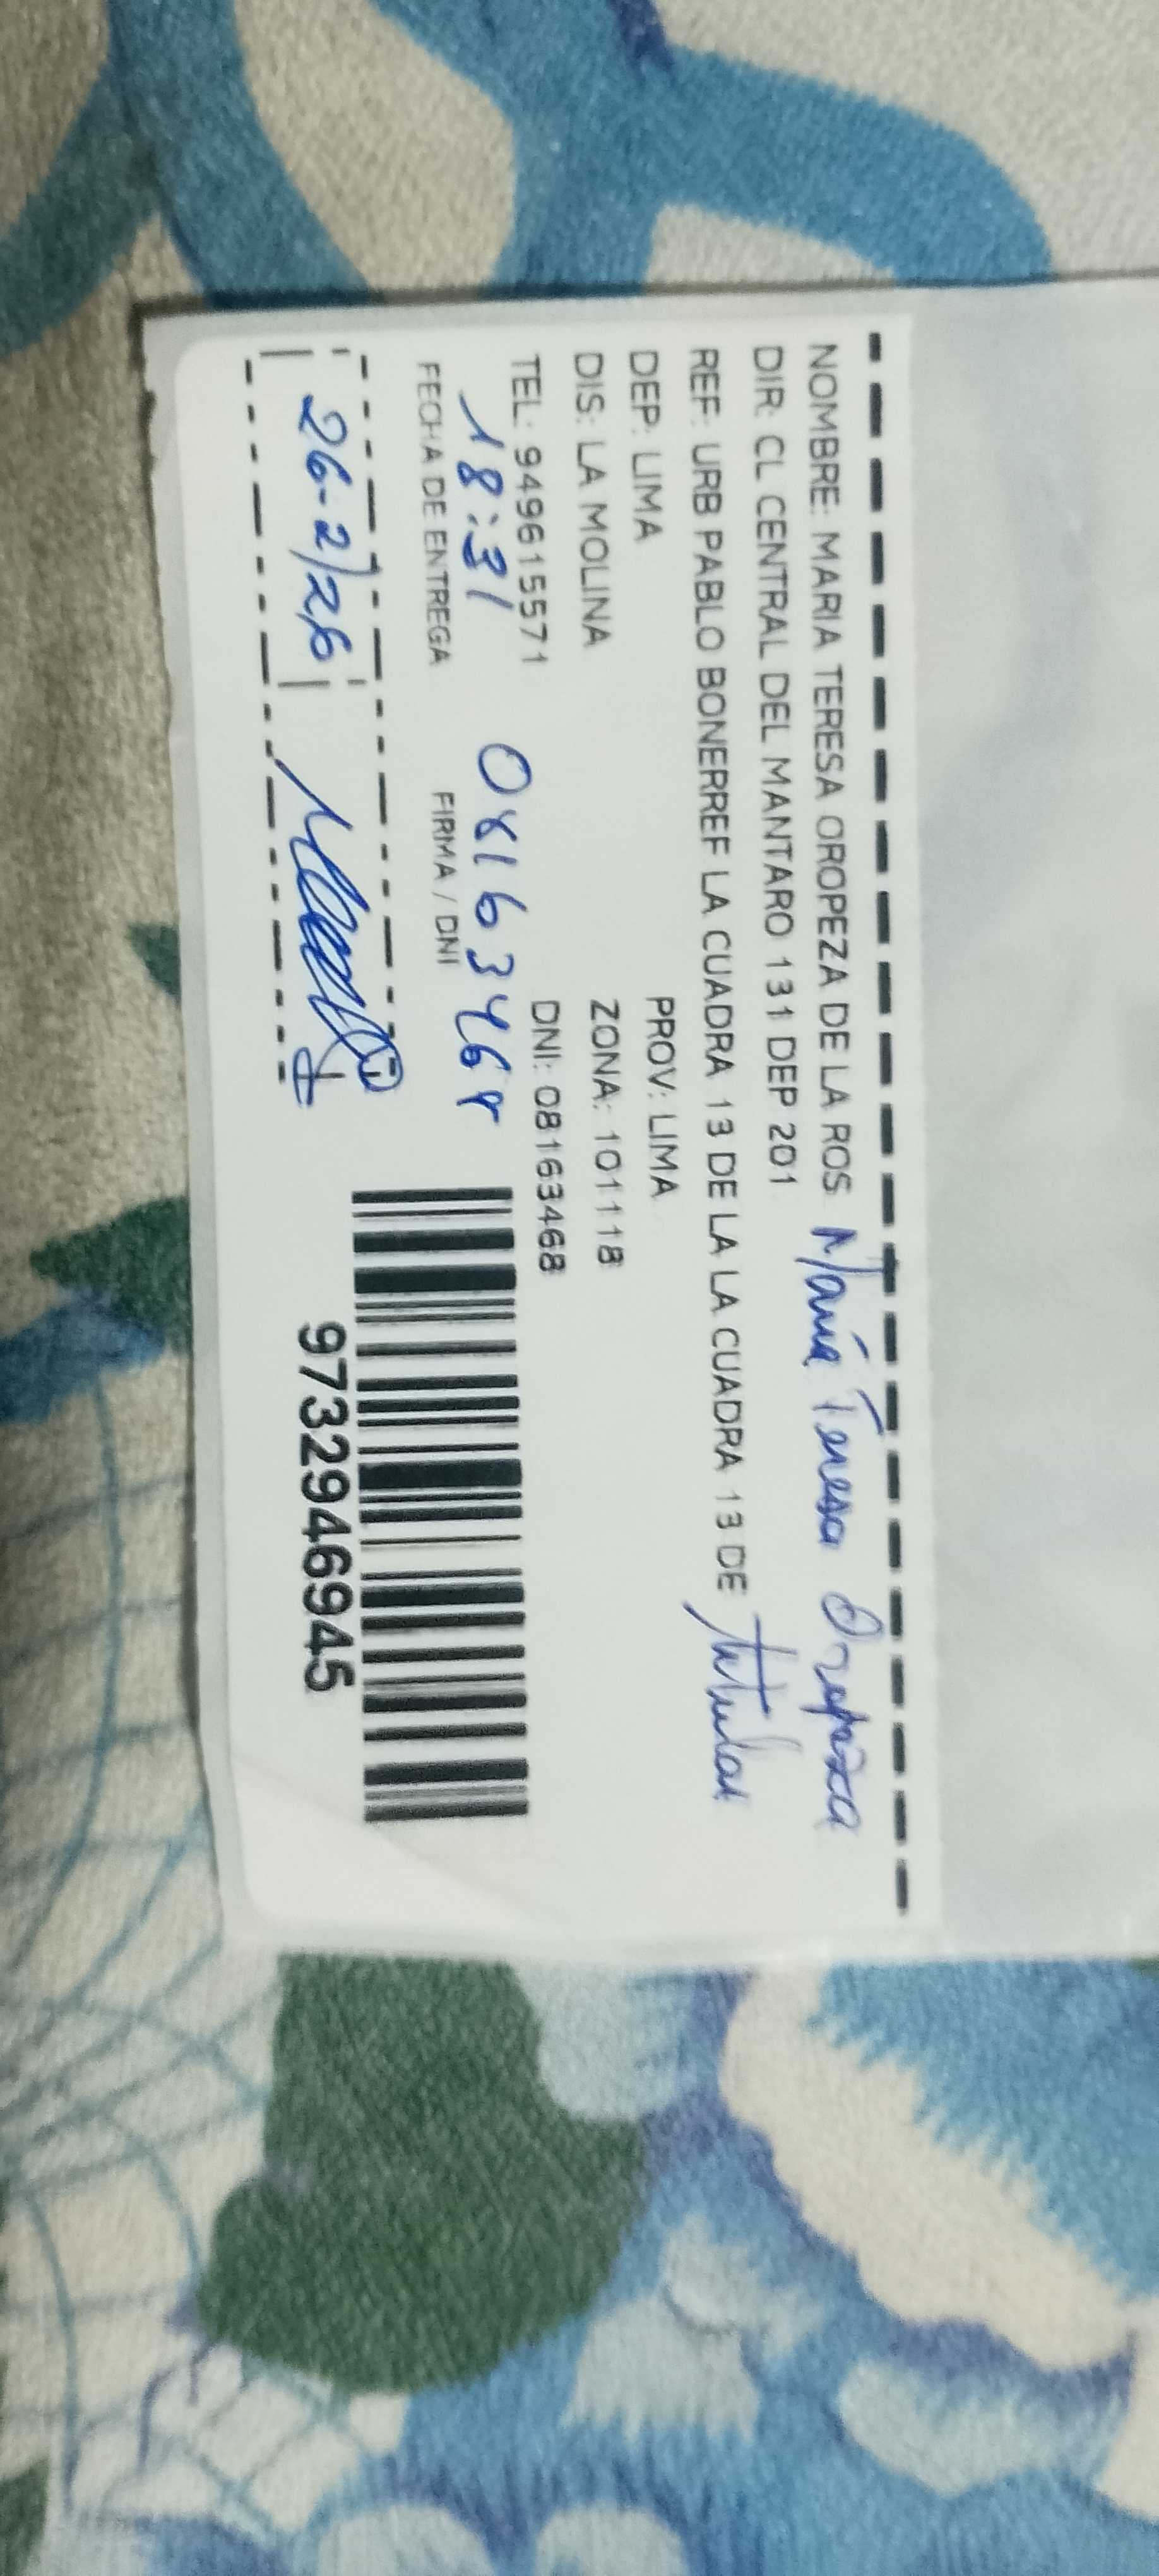 NOMBRE: MARIA TERESA OROPEZA DE LA ROS María Teresa Oropeza
DIR: CL CENTRAL DEL MANTARO 131 DEP 201
REF: URB PABLO BONERREF LA CUADRA 13 DE LA LA CUADRA 13 DE titular
DEP: LIMA PROV: LIMA
DIS: LA MOLINA ZONA: 101118
TEL: 949615571 DNI: 08163468
18:31 08163468
FECHA DE ENTREGA FIRMA / DNI
26-2/26
9732946945